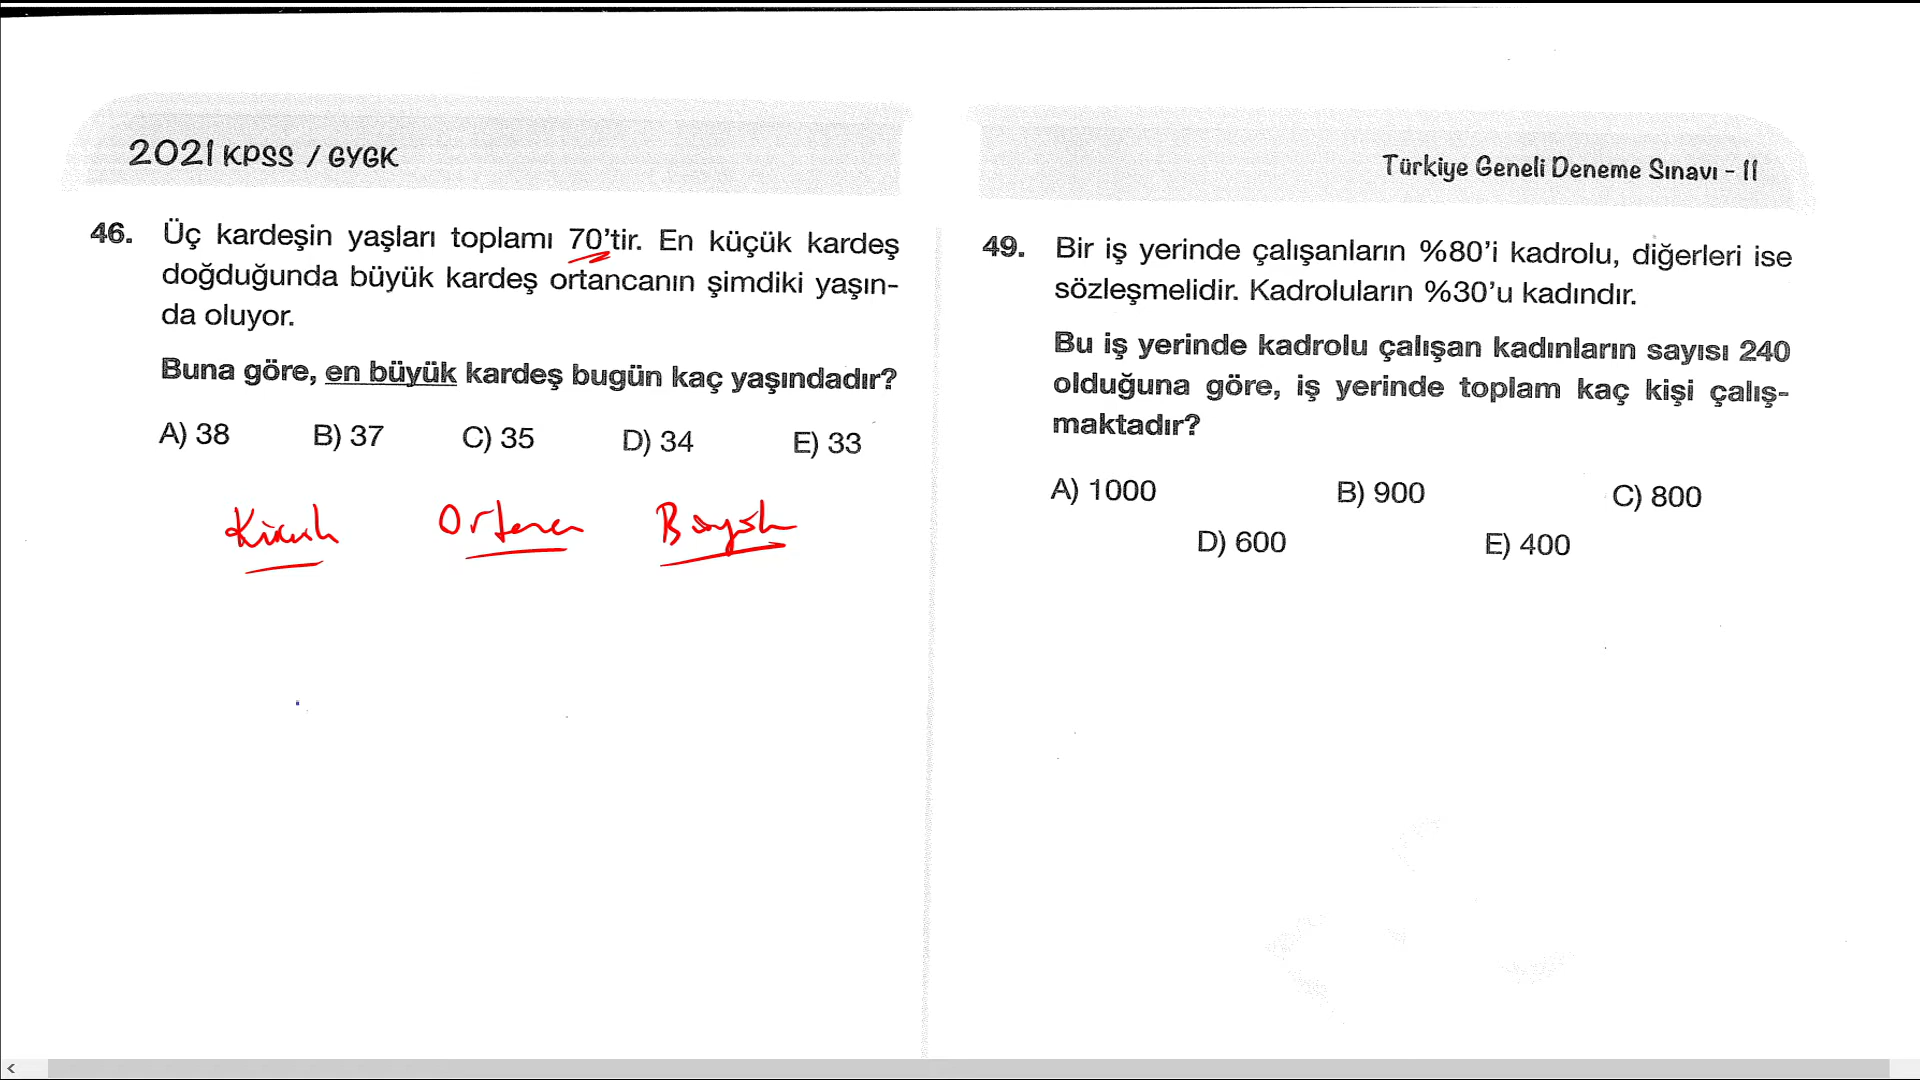 2021 KPSS / GYGK
46. Üç kardeşin yaşları toplamı 70'tir. En küçük kardeş
doğduğunda büyük kardeş ortancanın şimdiki yaşın-
da oluyor.
Buna göre, en büyük kardeş bugün kaç yaşındadır?
A) 38 B) 37 C) 35 D) 34 E) 33
Küçük Ortanca Büyük
Türkiye Geneli Deneme Sınavı - II
49. Bir iş yerinde çalışanların %80'i kadrolu, diğerleri ise
sözleşmelidir. Kadroluların %30'u kadındır.
Bu iş yerinde kadrolu çalışan kadınların sayısı 240
olduğuna göre, iş yerinde toplam kaç kişi çalış-
maktadır?
A) 1000 B) 900 C) 800
D) 600 E) 400